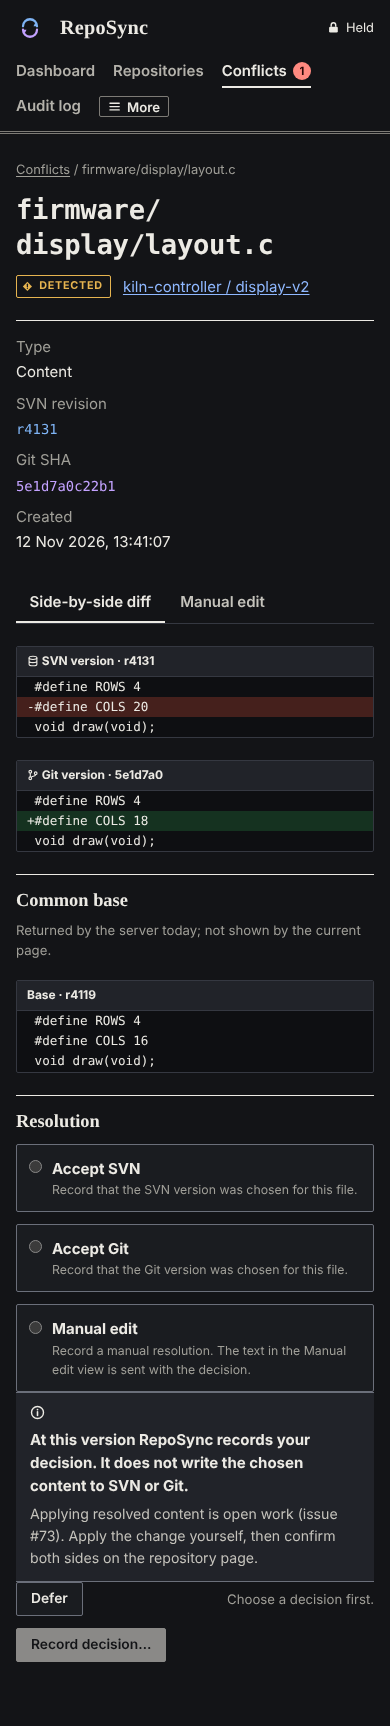 RepoSync
Held
Dashboard Repositories Conflicts 1
Audit log More
Conflicts / firmware/display/layout.c
firmware/
display/layout.c
DETECTED kiln-controller / display-v2
Type
Content
SVN revision
r4131
Git SHA
5e1d7a0c22b1
Created
12 Nov 2026, 13:41:07
Side-by-side diff Manual edit
SVN version · r4131
#define ROWS 4
-#define COLS 20
void draw(void);
Git version · 5e1d7a0
#define ROWS 4
+#define COLS 18
void draw(void);
Common base
Returned by the server today; not shown by the current
page.
Base · r4119
#define ROWS 4
#define COLS 16
void draw(void);
Resolution
Accept SVN
Record that the SVN version was chosen for this file.
Accept Git
Record that the Git version was chosen for this file.
Manual edit
Record a manual resolution. The text in the Manual
edit view is sent with the decision.
At this version RepoSync records your
decision. It does not write the chosen
content to SVN or Git.
Applying resolved content is open work (issue
#73). Apply the change yourself, then confirm
both sides on the repository page.
Defer Choose a decision first.
Record decision...